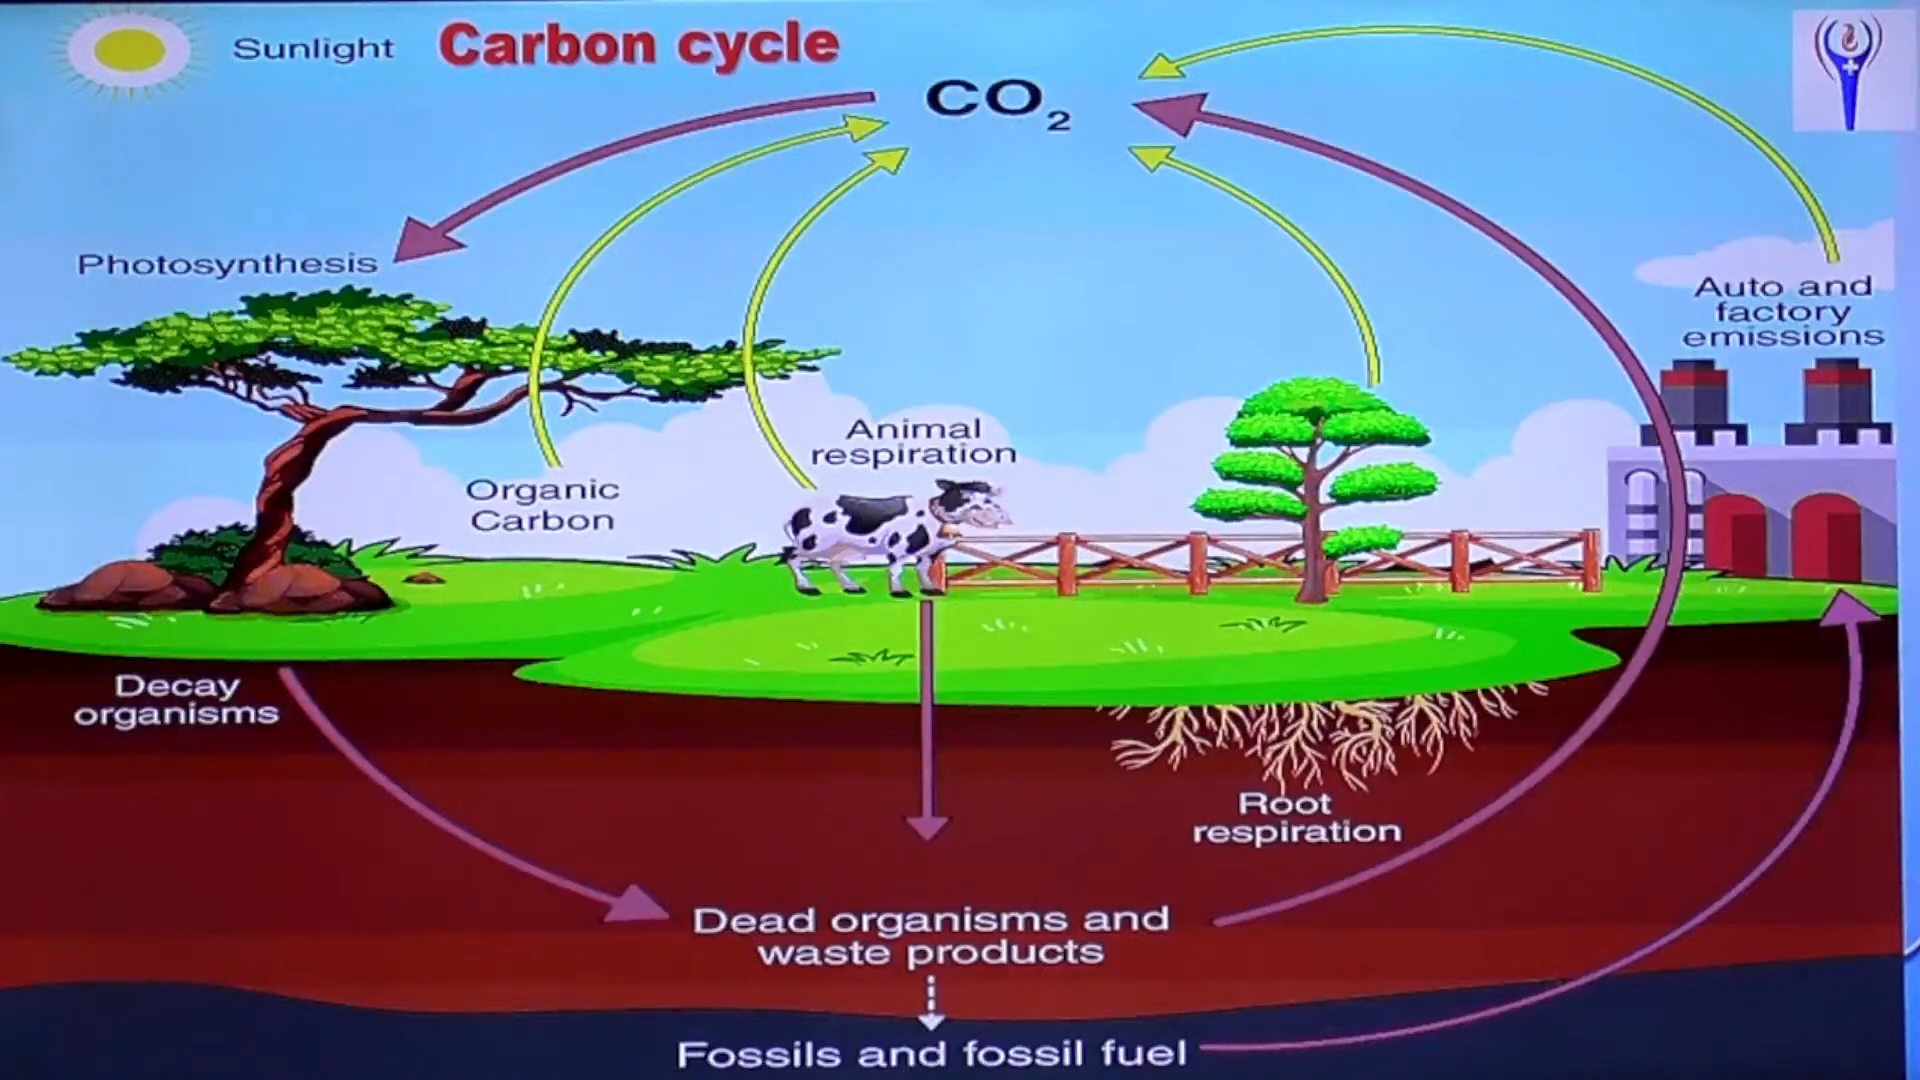 Sunlight
Carbon cycle
CO₂
Photosynthesis
Auto and
factory
emissions
Animal
respiration
Organic
Carbon
Decay
organisms
Root
respiration
Dead organisms and
waste products
Fossils and fossil fuel